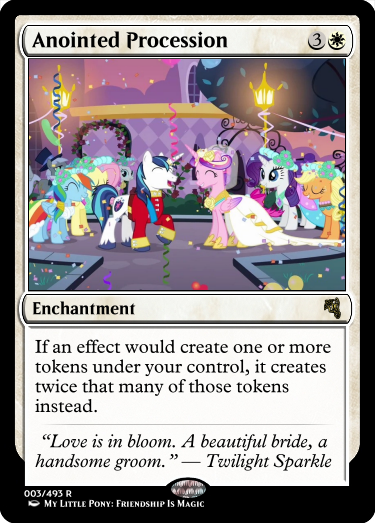 Anointed Procession 3
Enchantment
If an effect would create one or more
tokens under your control, it creates
twice that many of those tokens
instead.
“Love is in bloom. A beautiful bride, a
handsome groom.” — Twilight Sparkle
003/493 R
My Little Pony: Friendship Is Magic